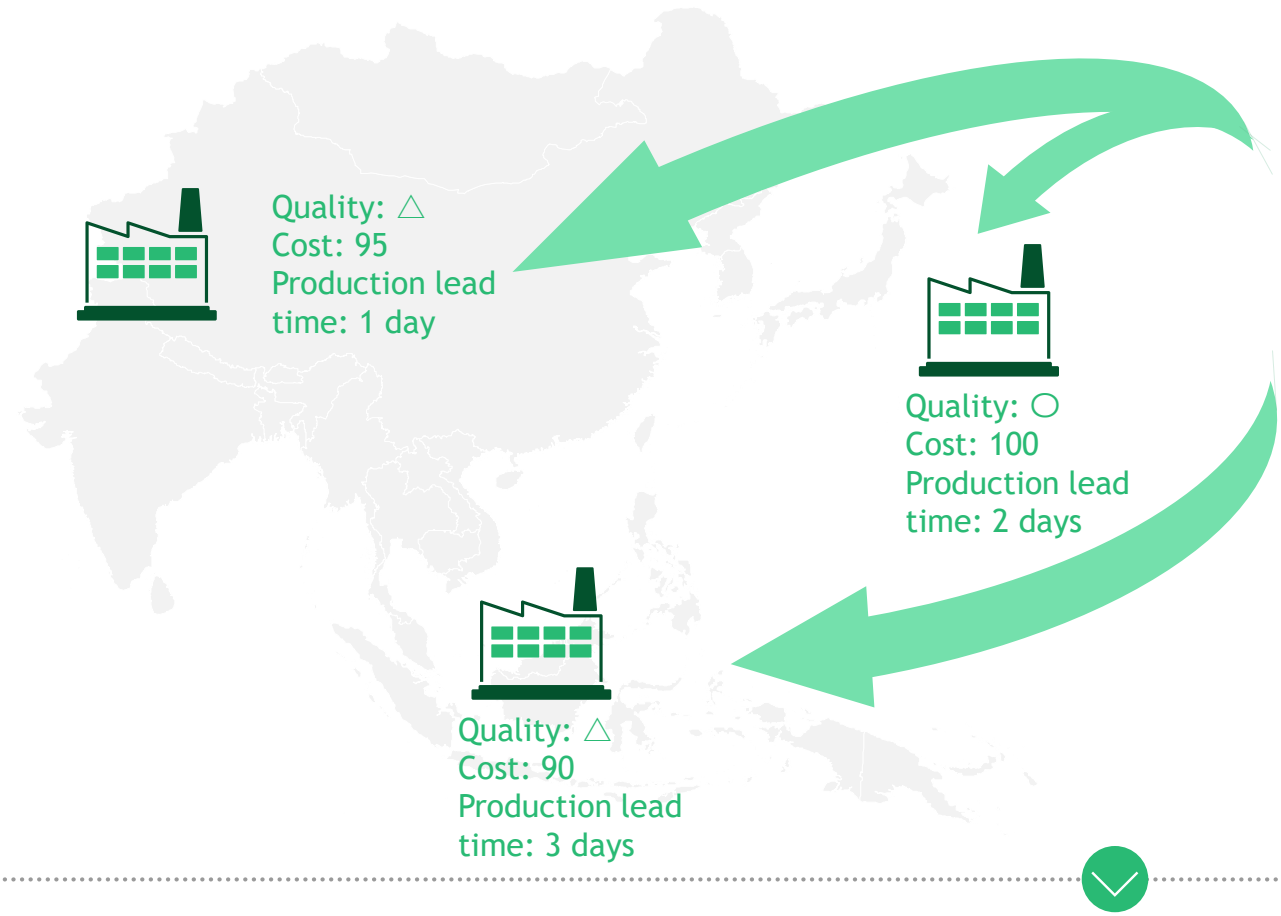 Quality: △
Cost: 95
Production lead
time: 1 day
Quality: ○
Cost: 100
Production lead
time: 2 days
Quality: △
Cost: 90
Production lead
time: 3 days